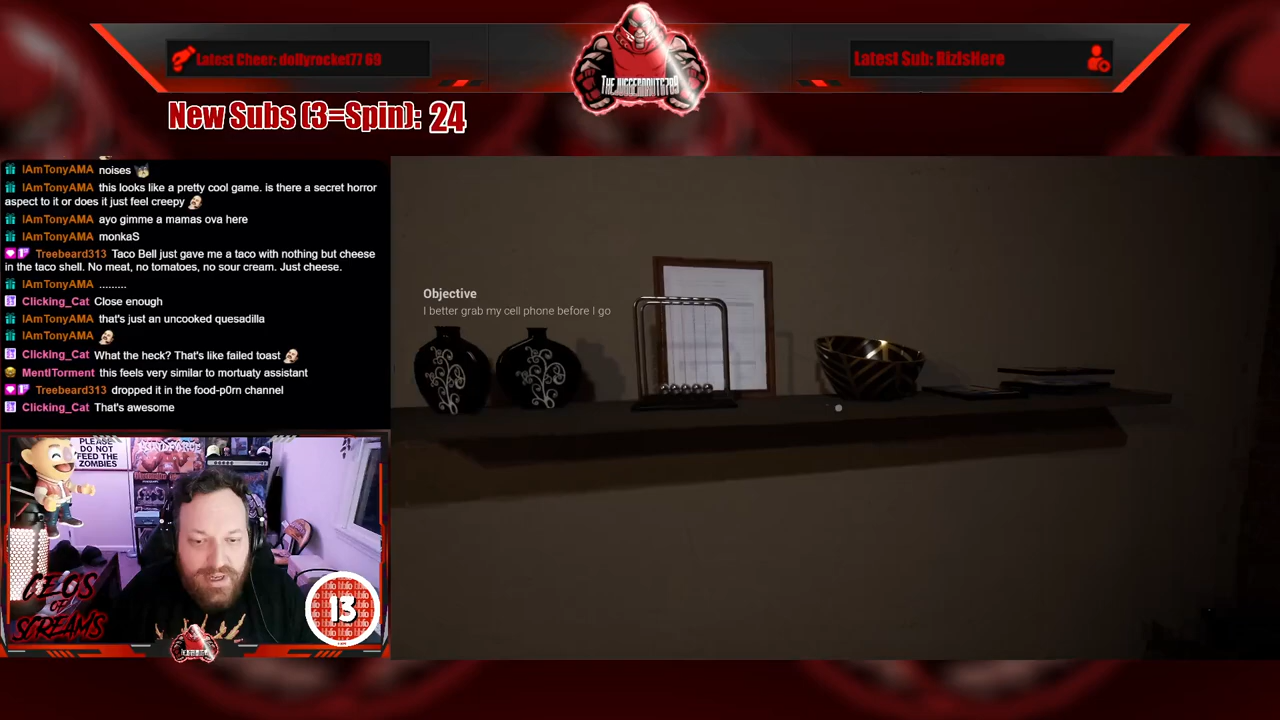 Latest Cheer: dollyrocket77 69
THEJUGGERNAUT6789
Latest Sub: RizIsHere
New Subs (3=Spin): 24
IAmTonyAMA noises
IAmTonyAMA this looks like a pretty cool game. is there a secret horror
aspect to it or does it just feel creepy
IAmTonyAMA ayo gimme a mamas ova here
IAmTonyAMA monkaS
Treebeard313 Taco Bell just gave me a taco with nothing but cheese
in the taco shell. No meat, no tomatoes, no sour cream. Just cheese.
IAmTonyAMA .........
Clicking_Cat Close enough
IAmTonyAMA that's just an uncooked quesadilla
IAmTonyAMA
Clicking_Cat What the heck? That's like failed toast
MentlTorment this feels very similar to mortuaty assistant
Treebeard313 dropped it in the food-p0rn channel
Clicking_Cat That's awesome
Objective
I better grab my cell phone before I go
PLEASE
DO NOT
FEED THE
ZOMBIES
CEO'S
OF
SCREAMS
13